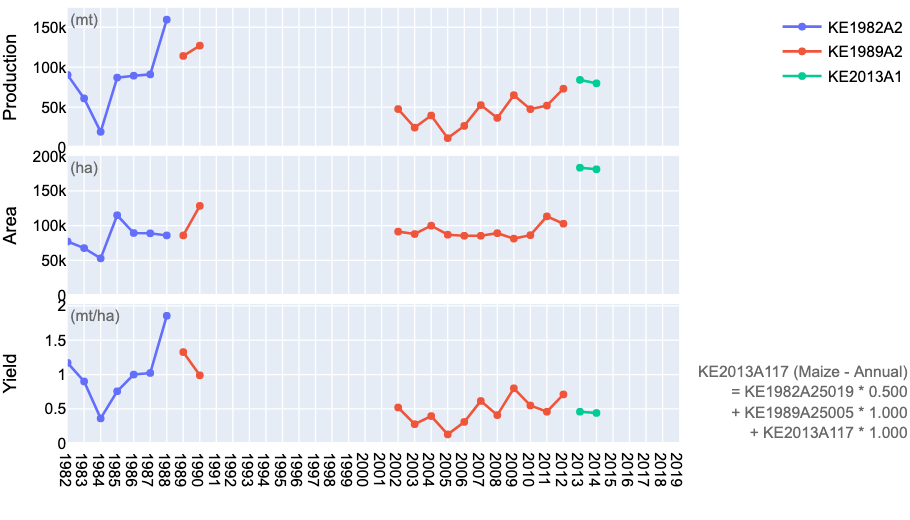 (mt)
150k
100k
50k
0
Production
(ha)
200k
150k
100k
50k
0
Area
(mt/ha)
2
1.5
1
0.5
0
Yield
1982
1983
1984
1985
1986
1987
1988
1989
1990
1991
1992
1993
1994
1995
1996
1997
1998
1999
2000
2001
2002
2003
2004
2005
2006
2007
2008
2009
2010
2011
2012
2013
2014
2015
2016
2017
2018
2019
KE1982A2
KE1989A2
KE2013A1
KE2013A117 (Maize - Annual)
= KE1982A25019 * 0.500
+ KE1989A25005 * 1.000
+ KE2013A117 * 1.000